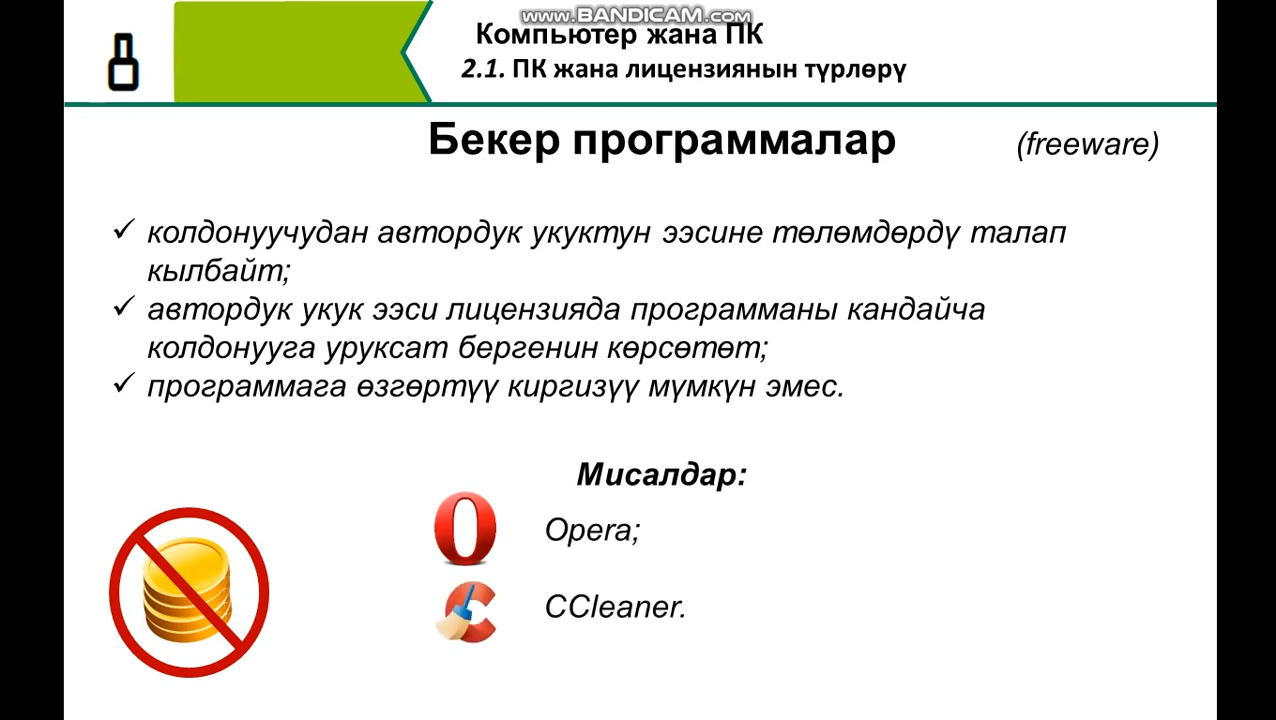 www.BANDICAM.com
Компьютер жана ПК
2.1. ПК жана лицензиянын түрлөрү
8
Бекер программалар (freeware)
✓ колдонуучудан автордук укуктун ээсине төлөмдөрдү талап
кылбайт;
✓ автордук укук ээси лицензияда программаны кандайча
колдонууга уруксат бергенин көрсөтөт;
✓ программага өзгөртүү киргизүү мүмкүн эмес.
Мисалдар:
Opera;
CCleaner.